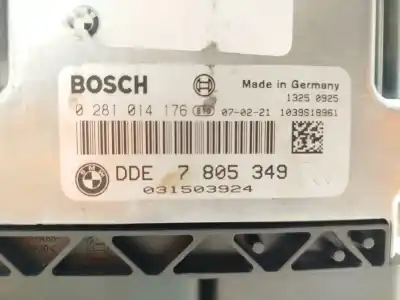 BOSCH
Made in Germany
1325 0925
0 281 014 176 07-02-21 1039S18961
BMW
DDE 7 805 349
031503924